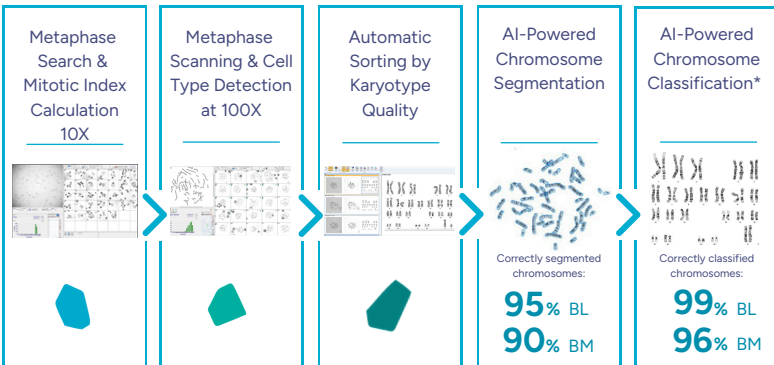 Metaphase
Search &
Mitotic Index
Calculation
10X
Metaphase
Scanning & Cell
Type Detection
at 100X
Automatic
Sorting by
Karyotype
Quality
AI-Powered
Chromosome
Segmentation
Correctly segmented
chromosomes:
95% BL
90% BM
AI-Powered
Chromosome
Classification*
Correctly classified
chromosomes:
99% BL
96% BM